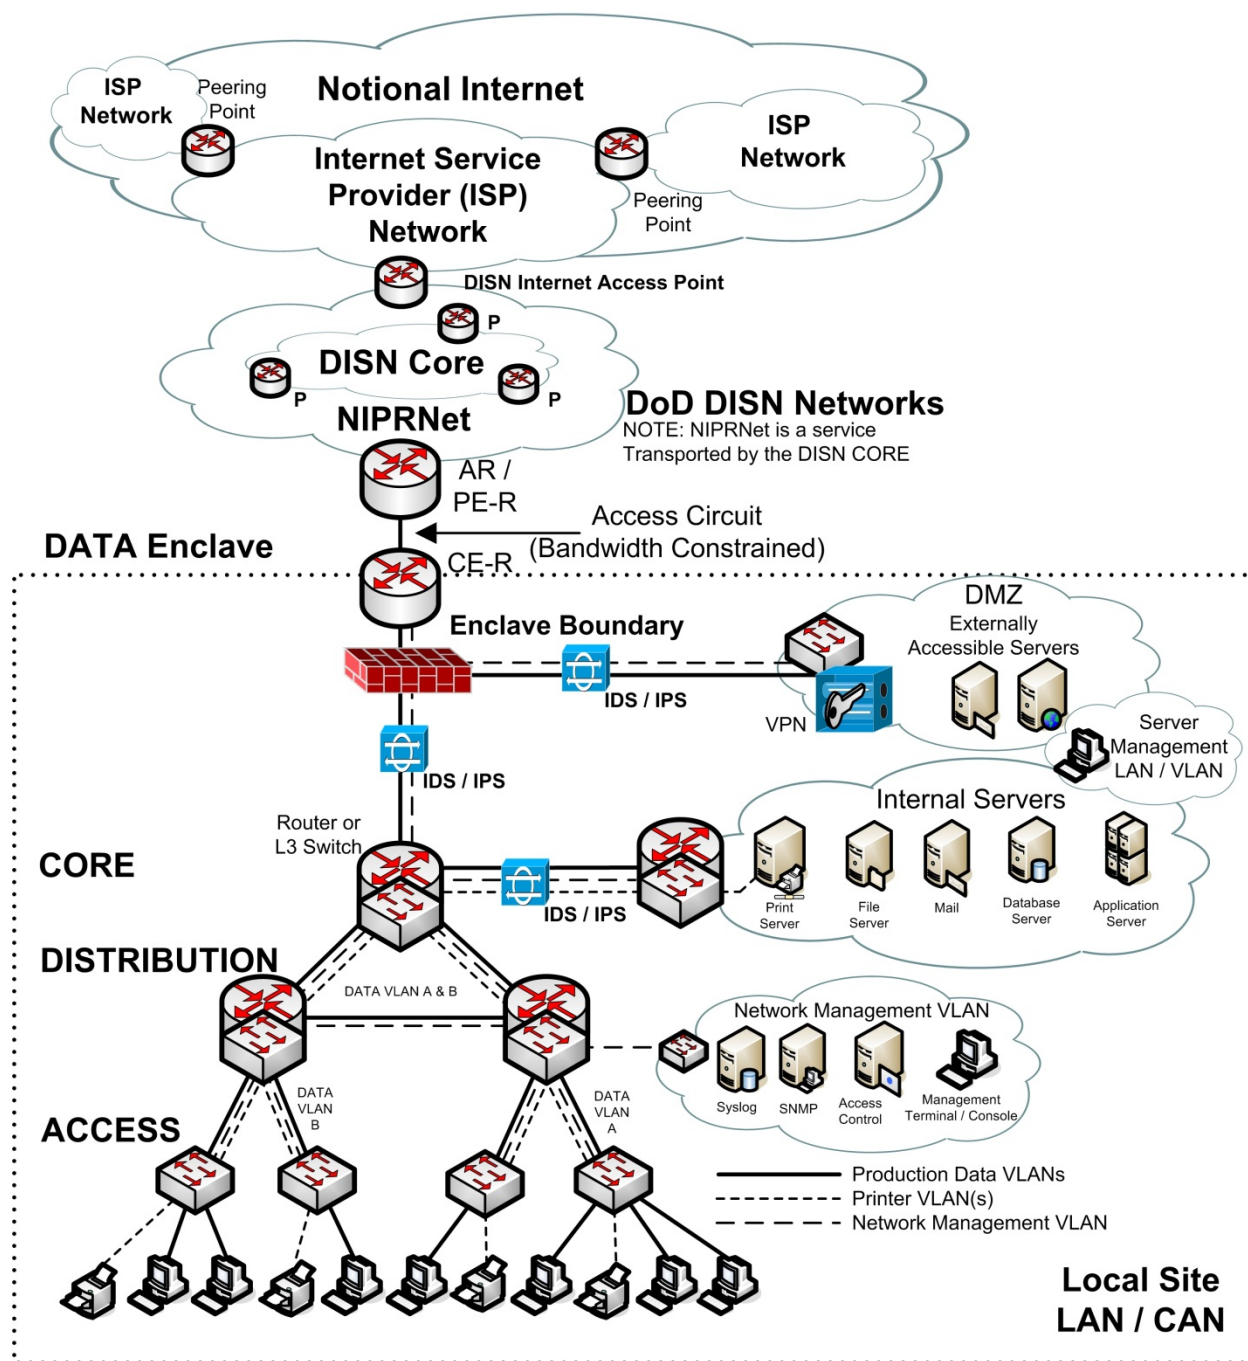 ISP
Network
Peering
Point
Notional Internet
ISP
Network
Internet Service
Provider (ISP)
Network
Peering
Point
DISN Internet Access Point
P
DISN Core
P
P
NIPRNet
DoD DISN Networks
NOTE: NIPRNet is a service
Transported by the DISN CORE
AR /
PE-R
Access Circuit
(Bandwidth Constrained)
DATA Enclave
CE-R
DMZ
Externally
Accessible Servers
Enclave Boundary
IDS / IPS
VPN
Server
Management
LAN / VLAN
IDS / IPS
Internal Servers
Router or
L3 Switch
CORE
IDS / IPS
Print
Server
File
Server
Mail
Database
Server
Application
Server
DISTRIBUTION
DATA VLAN A & B
Network Management VLAN
Syslog
SNMP
Access
Control
Management
Terminal / Console
DATA
VLAN
B
DATA
VLAN
A
ACCESS
Production Data VLANs
Printer VLAN(s)
Network Management VLAN
Local Site
LAN / CAN